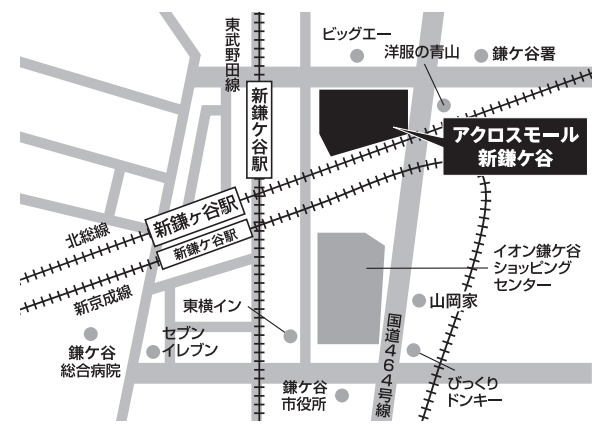 東武野田線
ビッグエー
洋服の青山
鎌ケ谷署
新鎌ケ谷駅
アクロスモール
新鎌ケ谷
新鎌ヶ谷駅
新鎌ヶ谷駅
北総線
新京成線
イオン鎌ケ谷
ショッピング
センター
東横イン
山岡家
セブン
イレブン
鎌ケ谷
総合病院
国道464号線
びっくり
ドンキー
鎌ケ谷
市役所